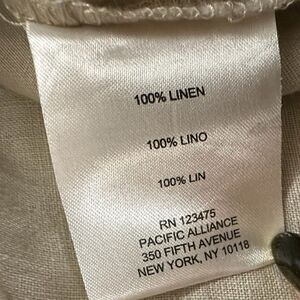 100% LINEN
100% LINO
100% LIN
RN 123475
PACIFIC ALLIANCE
350 FIFTH AVENUE
NEW YORK, NY 10118